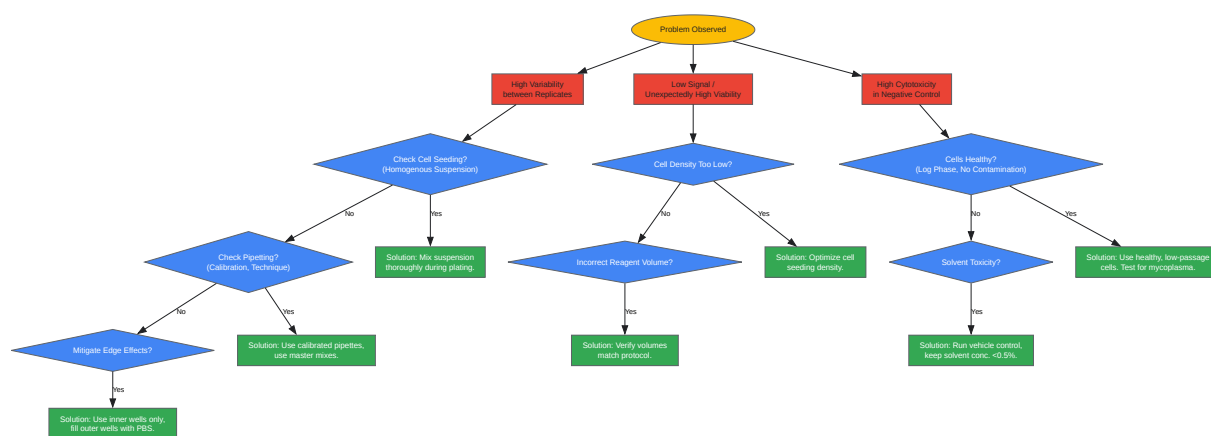 Problem Observed
High Variability
between Replicates
Low Signal /
Unexpectedly High Viability
High Cytotoxicity
in Negative Control
Check Cell Seeding?
(Homogenous Suspension)
Cell Density Too Low?
Cells Healthy?
(Log Phase, No Contamination)
No
Yes
No
Yes
No
Yes
Check Pipetting?
(Calibration, Technique)
Solution: Mix suspension
thoroughly during plating.
Incorrect Reagent Volume?
Solution: Optimize cell
seeding density.
Solvent Toxicity?
Solution: Use healthy, low-passage
cells. Test for mycoplasma.
No
Yes
Yes
Yes
Mitigate Edge Effects?
Solution: Use calibrated pipettes,
use master mixes.
Solution: Verify volumes
match protocol.
Solution: Run vehicle control,
keep solvent conc. <0.5%.
Yes
Solution: Use inner wells only,
fill outer wells with PBS.